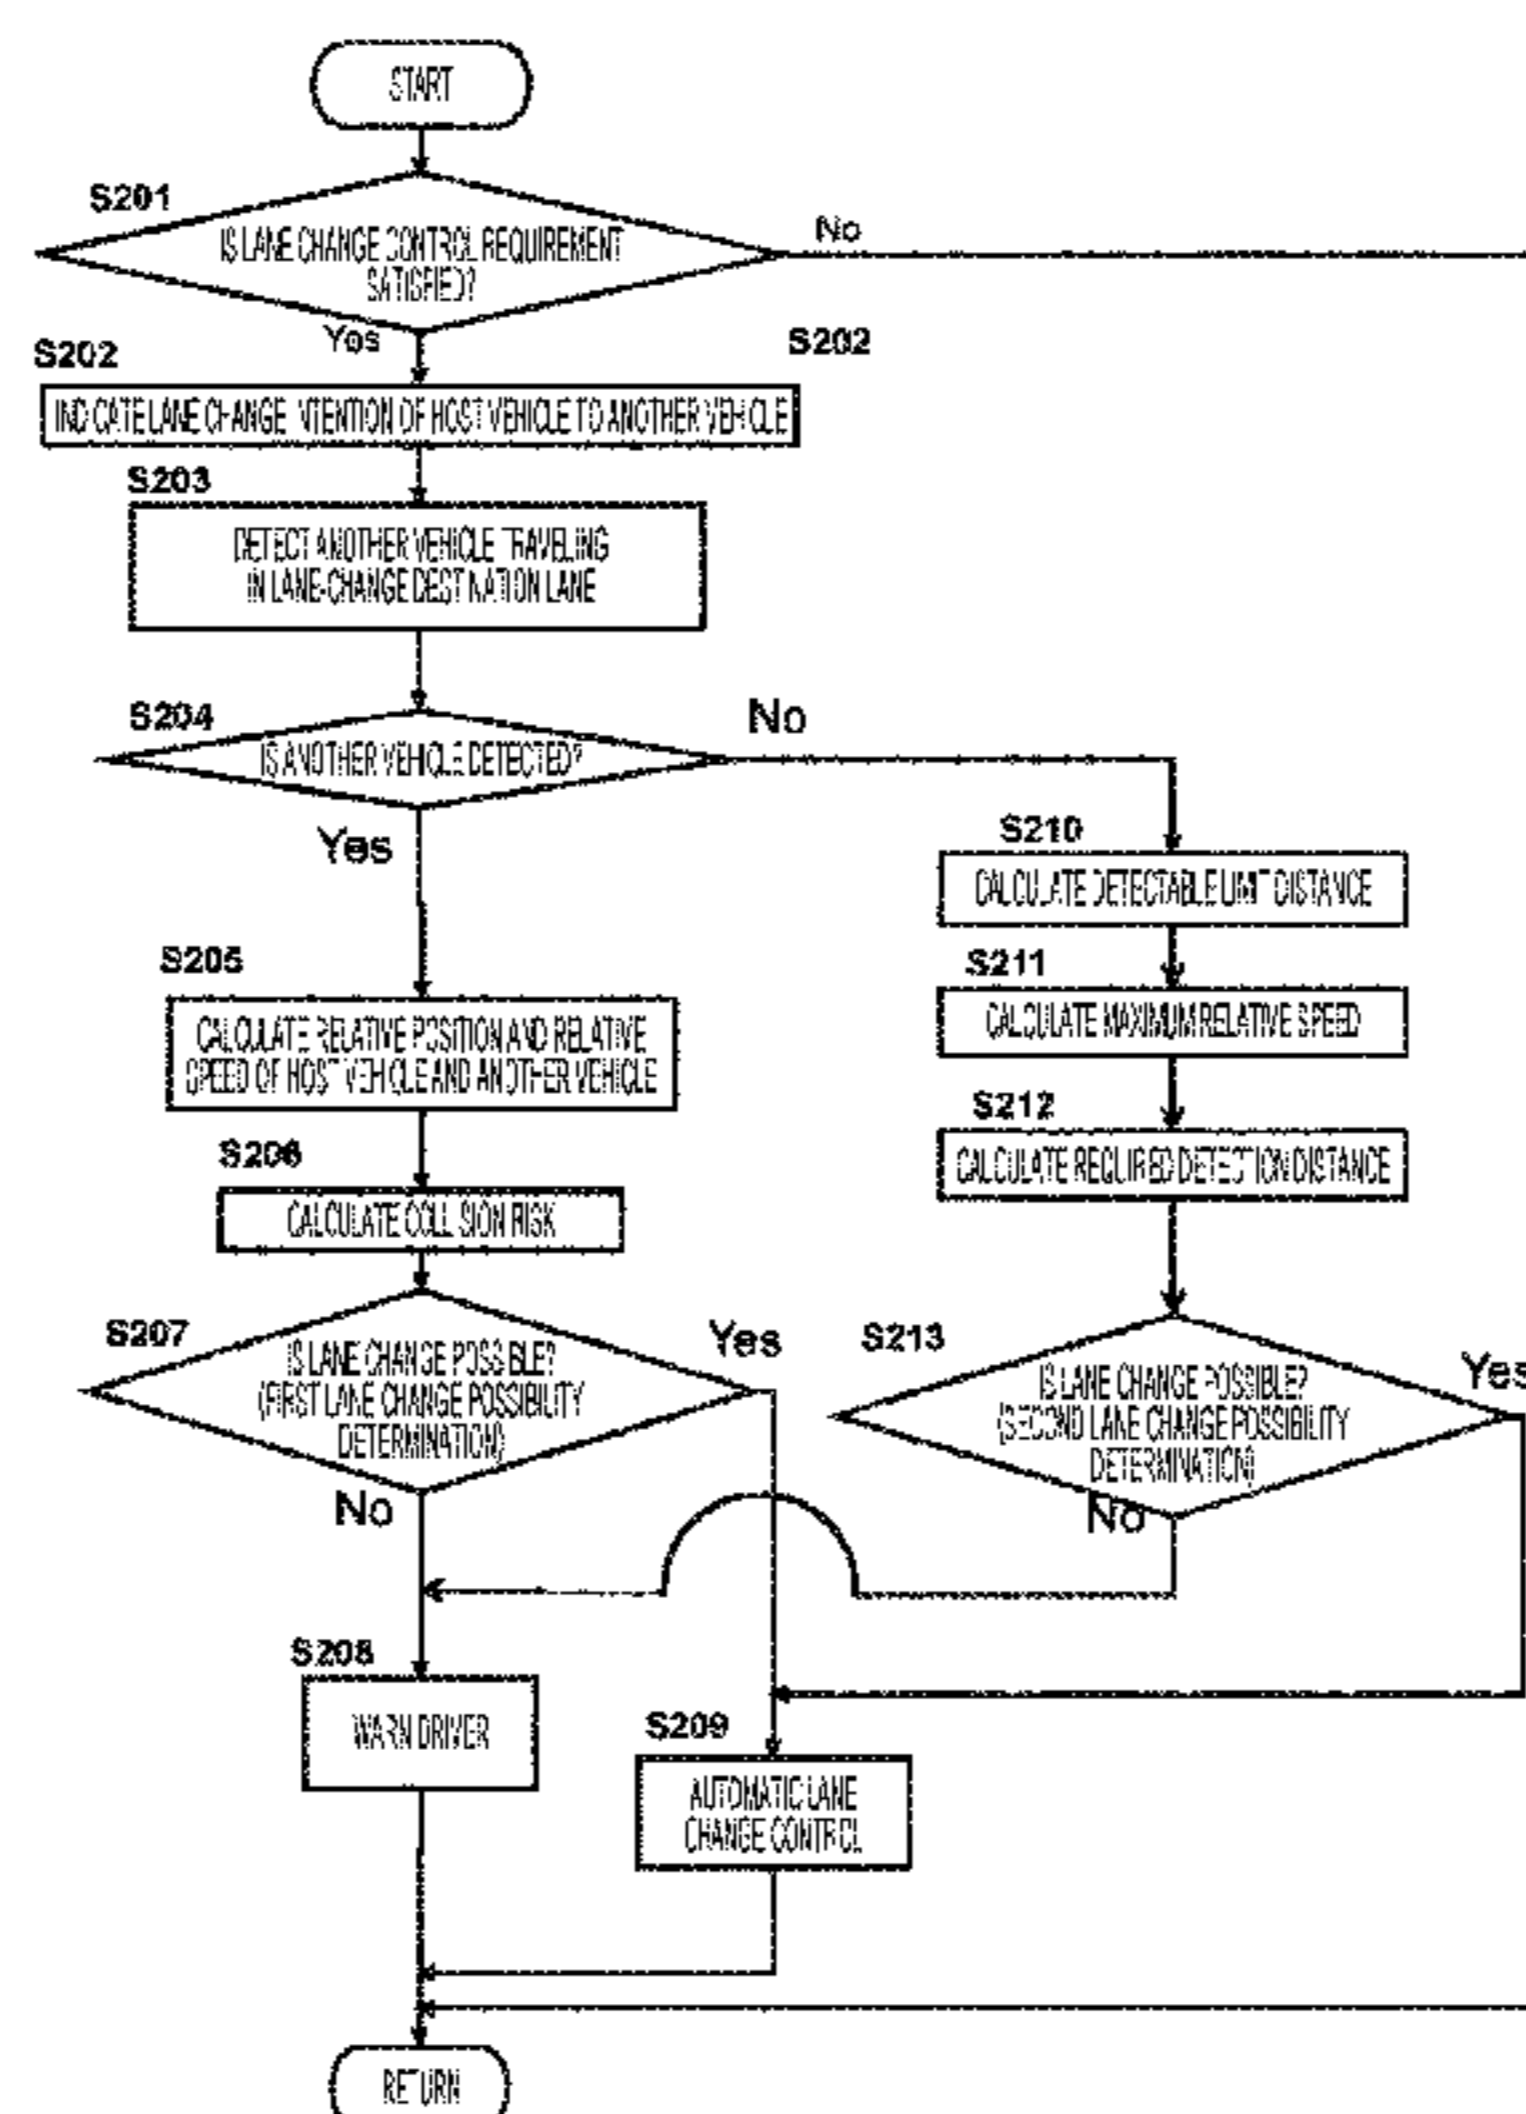 START
S201
IS LANE CHANGE CONTROL REQUIREMENT
SATISFIED?
No
Yes
S202
S202
INDICATE LANE CHANGE INTENTION OF HOST VEHICLE TO ANOTHER VEHICLE
S203
DETECT ANOTHER VEHICLE TRAVELING
IN LANE-CHANGE DESTINATION LANE
S204
IS ANOTHER VEHICLE DETECTED?
No
Yes
S205
CALCULATE RELATIVE POSITION AND RELATIVE
SPEED OF HOST VEHICLE AND ANOTHER VEHICLE
S206
CALCULATE COLLISION RISK
S207
IS LANE CHANGE POSSIBLE?
(FIRST LANE CHANGE POSSIBILITY
DETERMINATION)
Yes
No
S208
WARN DRIVER
S209
AUTOMATIC LANE
CHANGE CONTROL
S210
CALCULATE DETECTABLE LIMIT DISTANCE
S211
CALCULATE MAXIMUM RELATIVE SPEED
S212
CALCULATE REQUIRED DETECTION DISTANCE
S213
IS LANE CHANGE POSSIBLE?
(SECOND LANE CHANGE POSSIBILITY
DETERMINATION)
Yes
No
RETURN